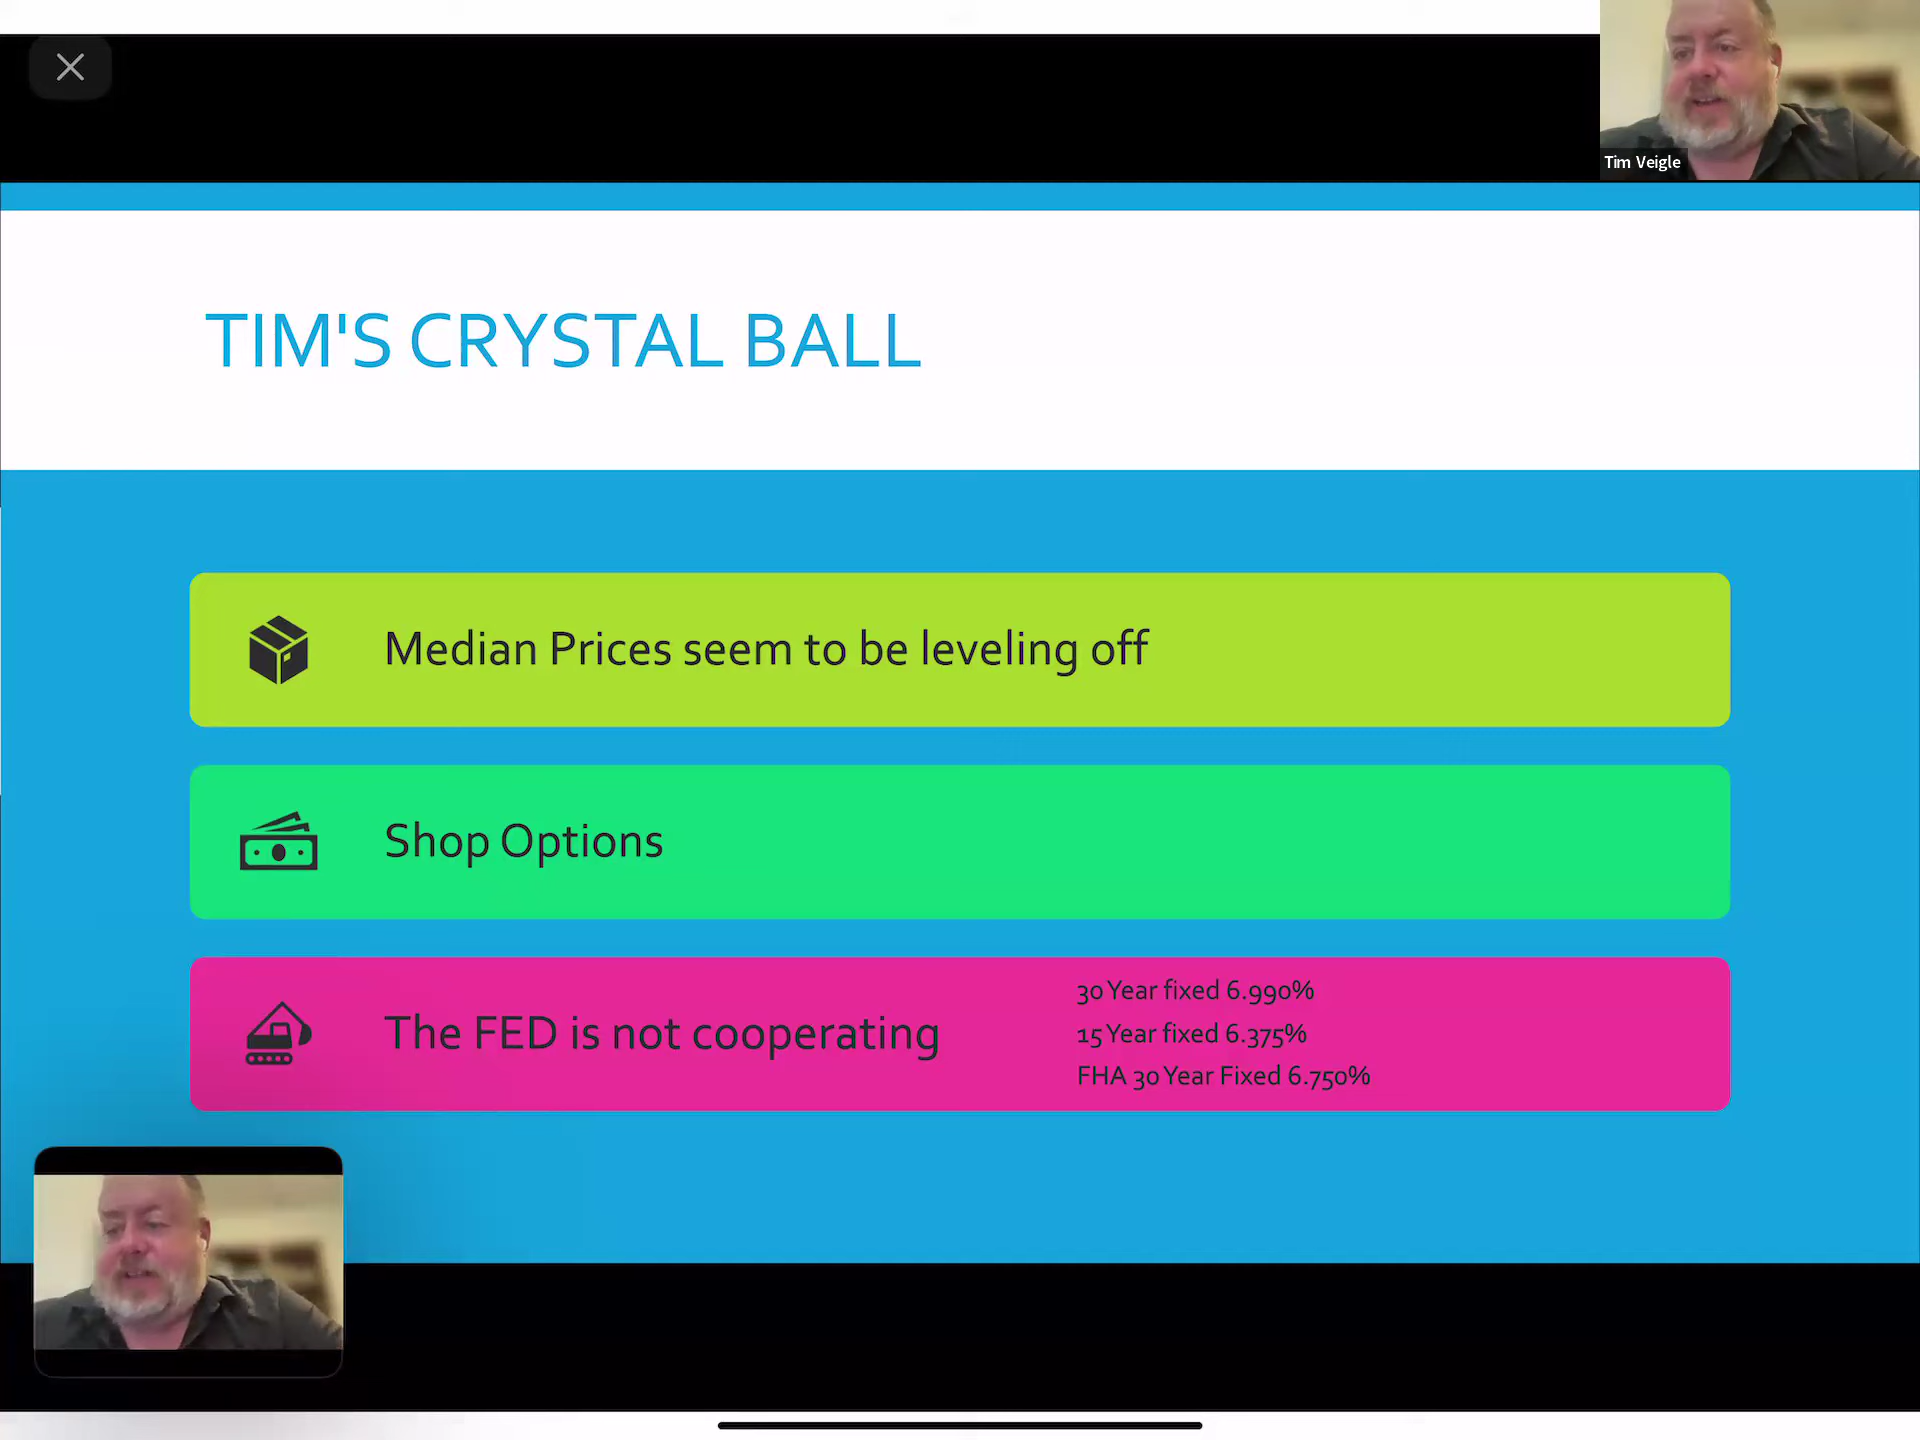 Tim Veigle
TIM'S CRYSTAL BALL
Median Prices seem to be leveling off
Shop Options
The FED is not cooperating
30 Year fixed 6.990%
15 Year fixed 6.375%
FHA 30 Year Fixed 6.750%